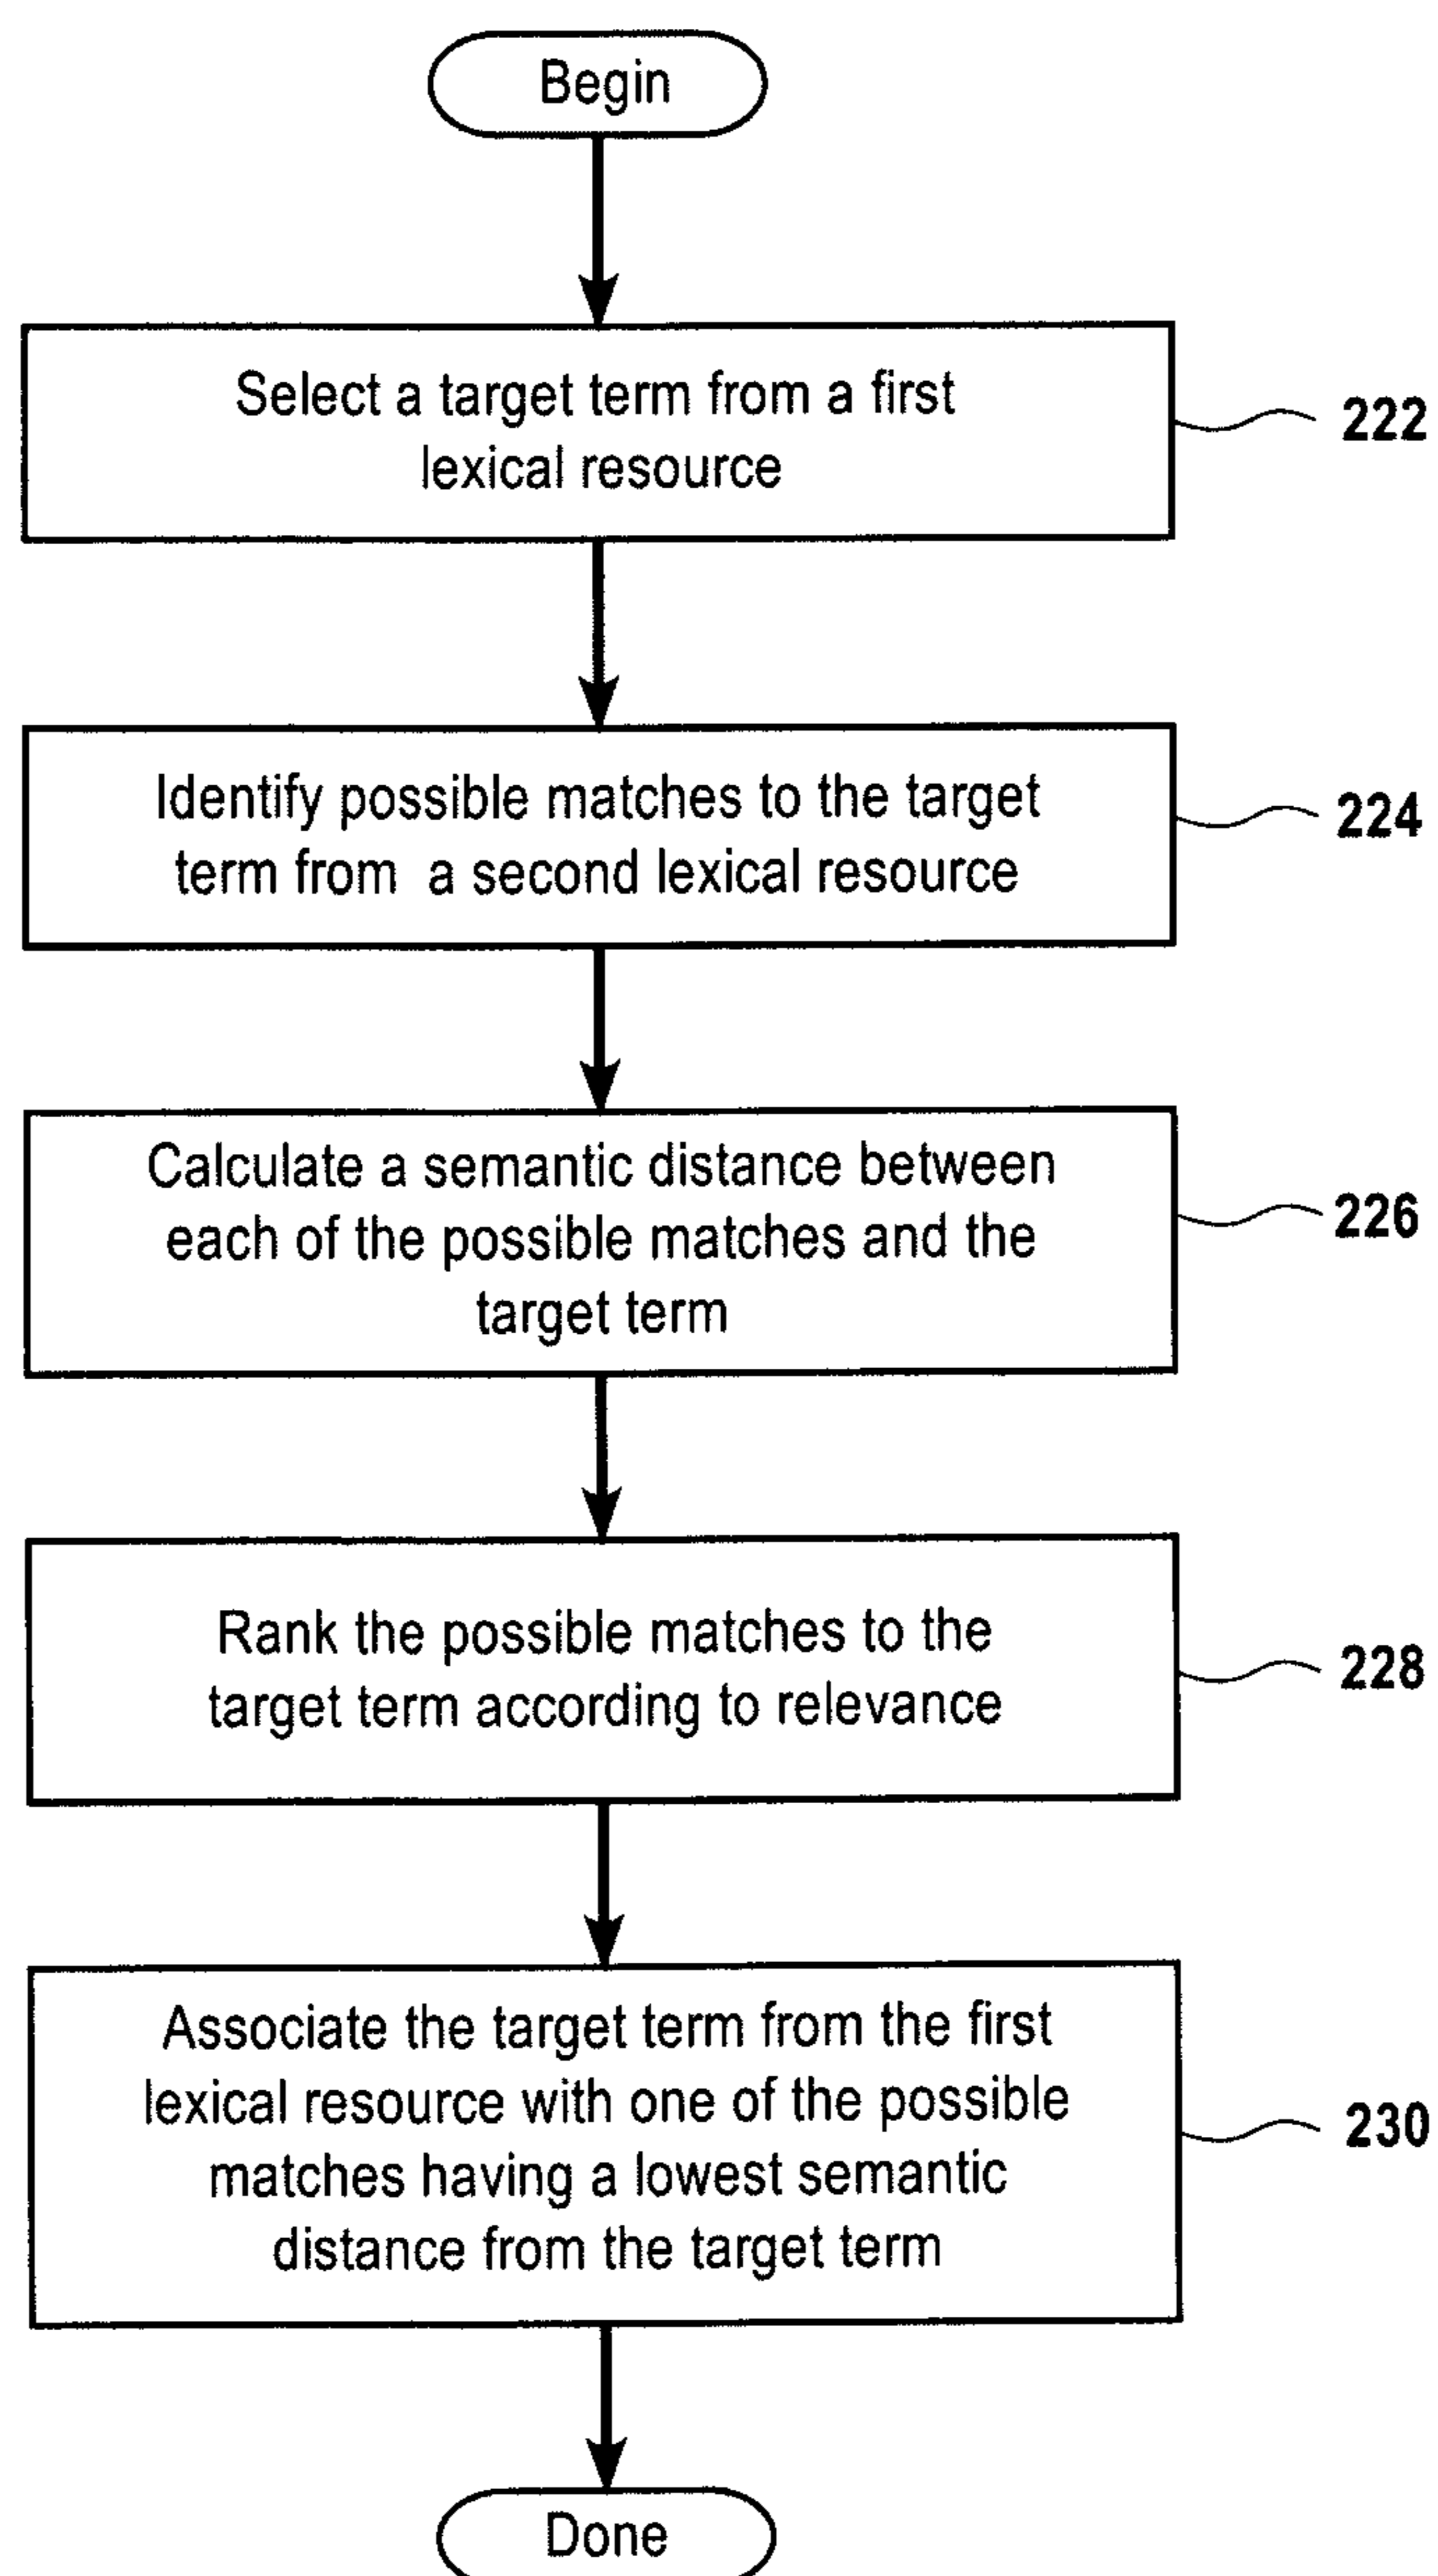 Begin
Select a target term from a first
lexical resource
222
Identify possible matches to the target
term from a second lexical resource
224
Calculate a semantic distance between
each of the possible matches and the
target term
226
Rank the possible matches to the
target term according to relevance
228
Associate the target term from the first
lexical resource with one of the possible
matches having a lowest semantic
distance from the target term
230
Done